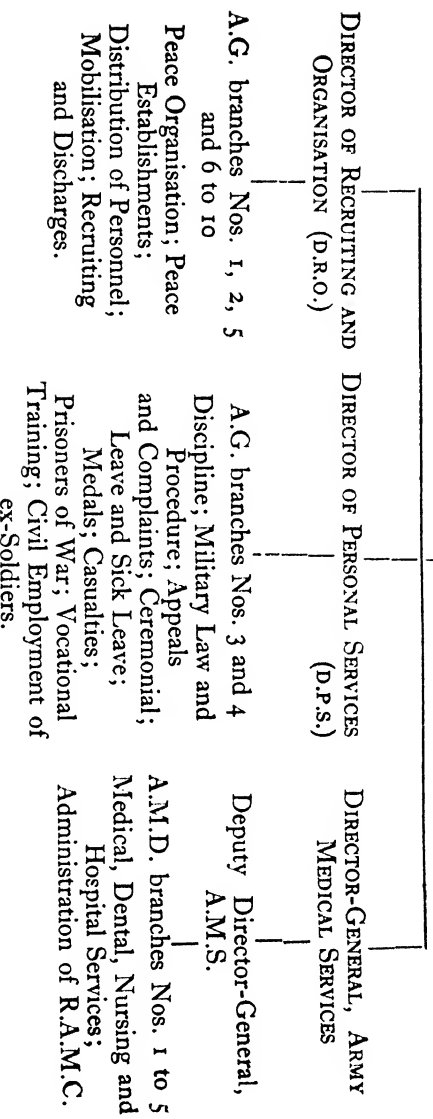 DIRECTOR OF RECRUITING AND
ORGANISATION (D.R.O.)
A.G. branches Nos. 1, 2, 5
and 6 to 10
Peace Organisation; Peace
Establishments;
Distribution of Personnel;
Mobilisation; Recruiting
and Discharges.
DIRECTOR OF PERSONAL SERVICES
(D.P.S.)
A.G. branches Nos. 3 and 4
Discipline; Military Law and
Procedure; Appeals
and Complaints; Ceremonial;
Leave and Sick Leave;
Medals; Casualties;
Prisoners of War; Vocational
Training; Civil Employment of
ex-Soldiers.
DIRECTOR-GENERAL, ARMY
MEDICAL SERVICES
Deputy Director-General,
A.M.S.
A.M.D. branches Nos. 1 to 5
Medical, Dental, Nursing and
Hospital Services;
Administration of R.A.M.C.